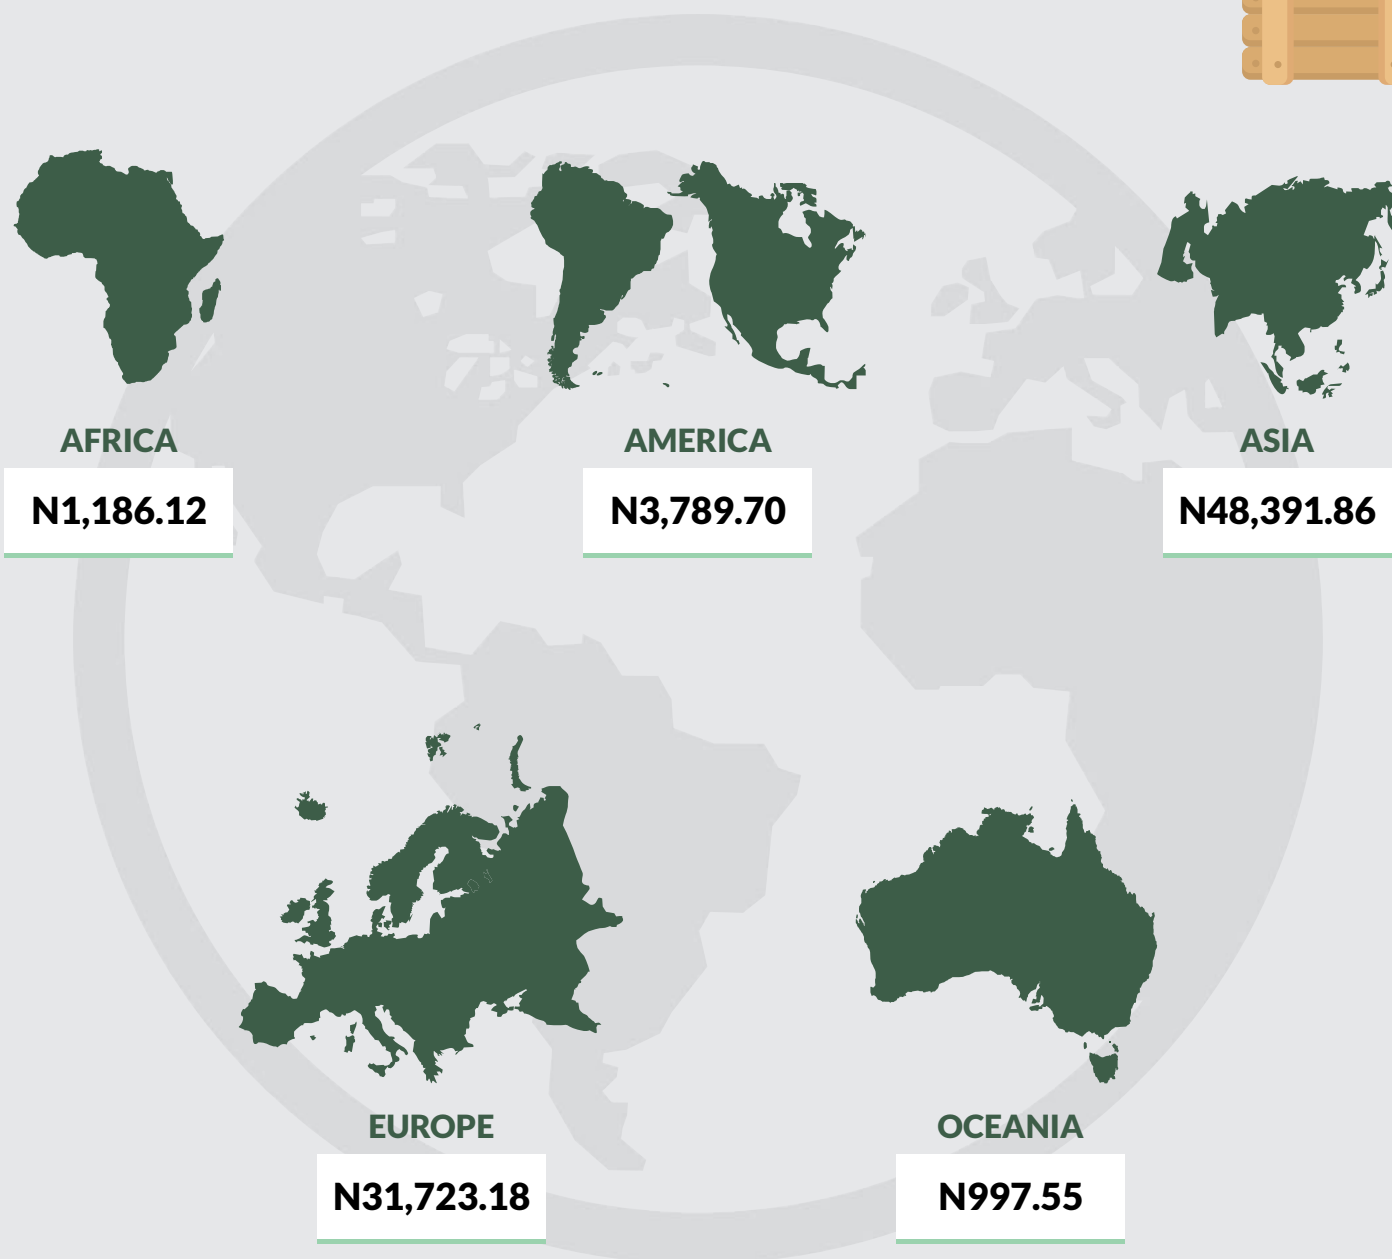 AFRICA
N1,186.12
AMERICA
N3,789.70
ASIA
N48,391.86
EUROPE
N31,723.18
OCEANIA
N997.55